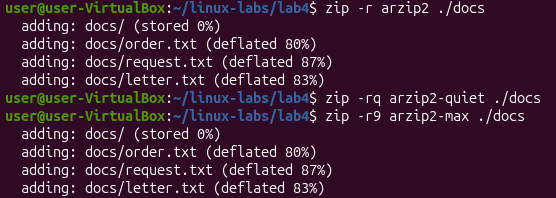 user@user-VirtualBox:~/linux-labs/lab4$ zip -r arzip2 ./docs
  adding: docs/ (stored 0%)
  adding: docs/order.txt (deflated 80%)
  adding: docs/request.txt (deflated 87%)
  adding: docs/letter.txt (deflated 83%)
user@user-VirtualBox:~/linux-labs/lab4$ zip -rq arzip2-quiet ./docs
user@user-VirtualBox:~/linux-labs/lab4$ zip -r9 arzip2-max ./docs
  adding: docs/ (stored 0%)
  adding: docs/order.txt (deflated 80%)
  adding: docs/request.txt (deflated 87%)
  adding: docs/letter.txt (deflated 83%)